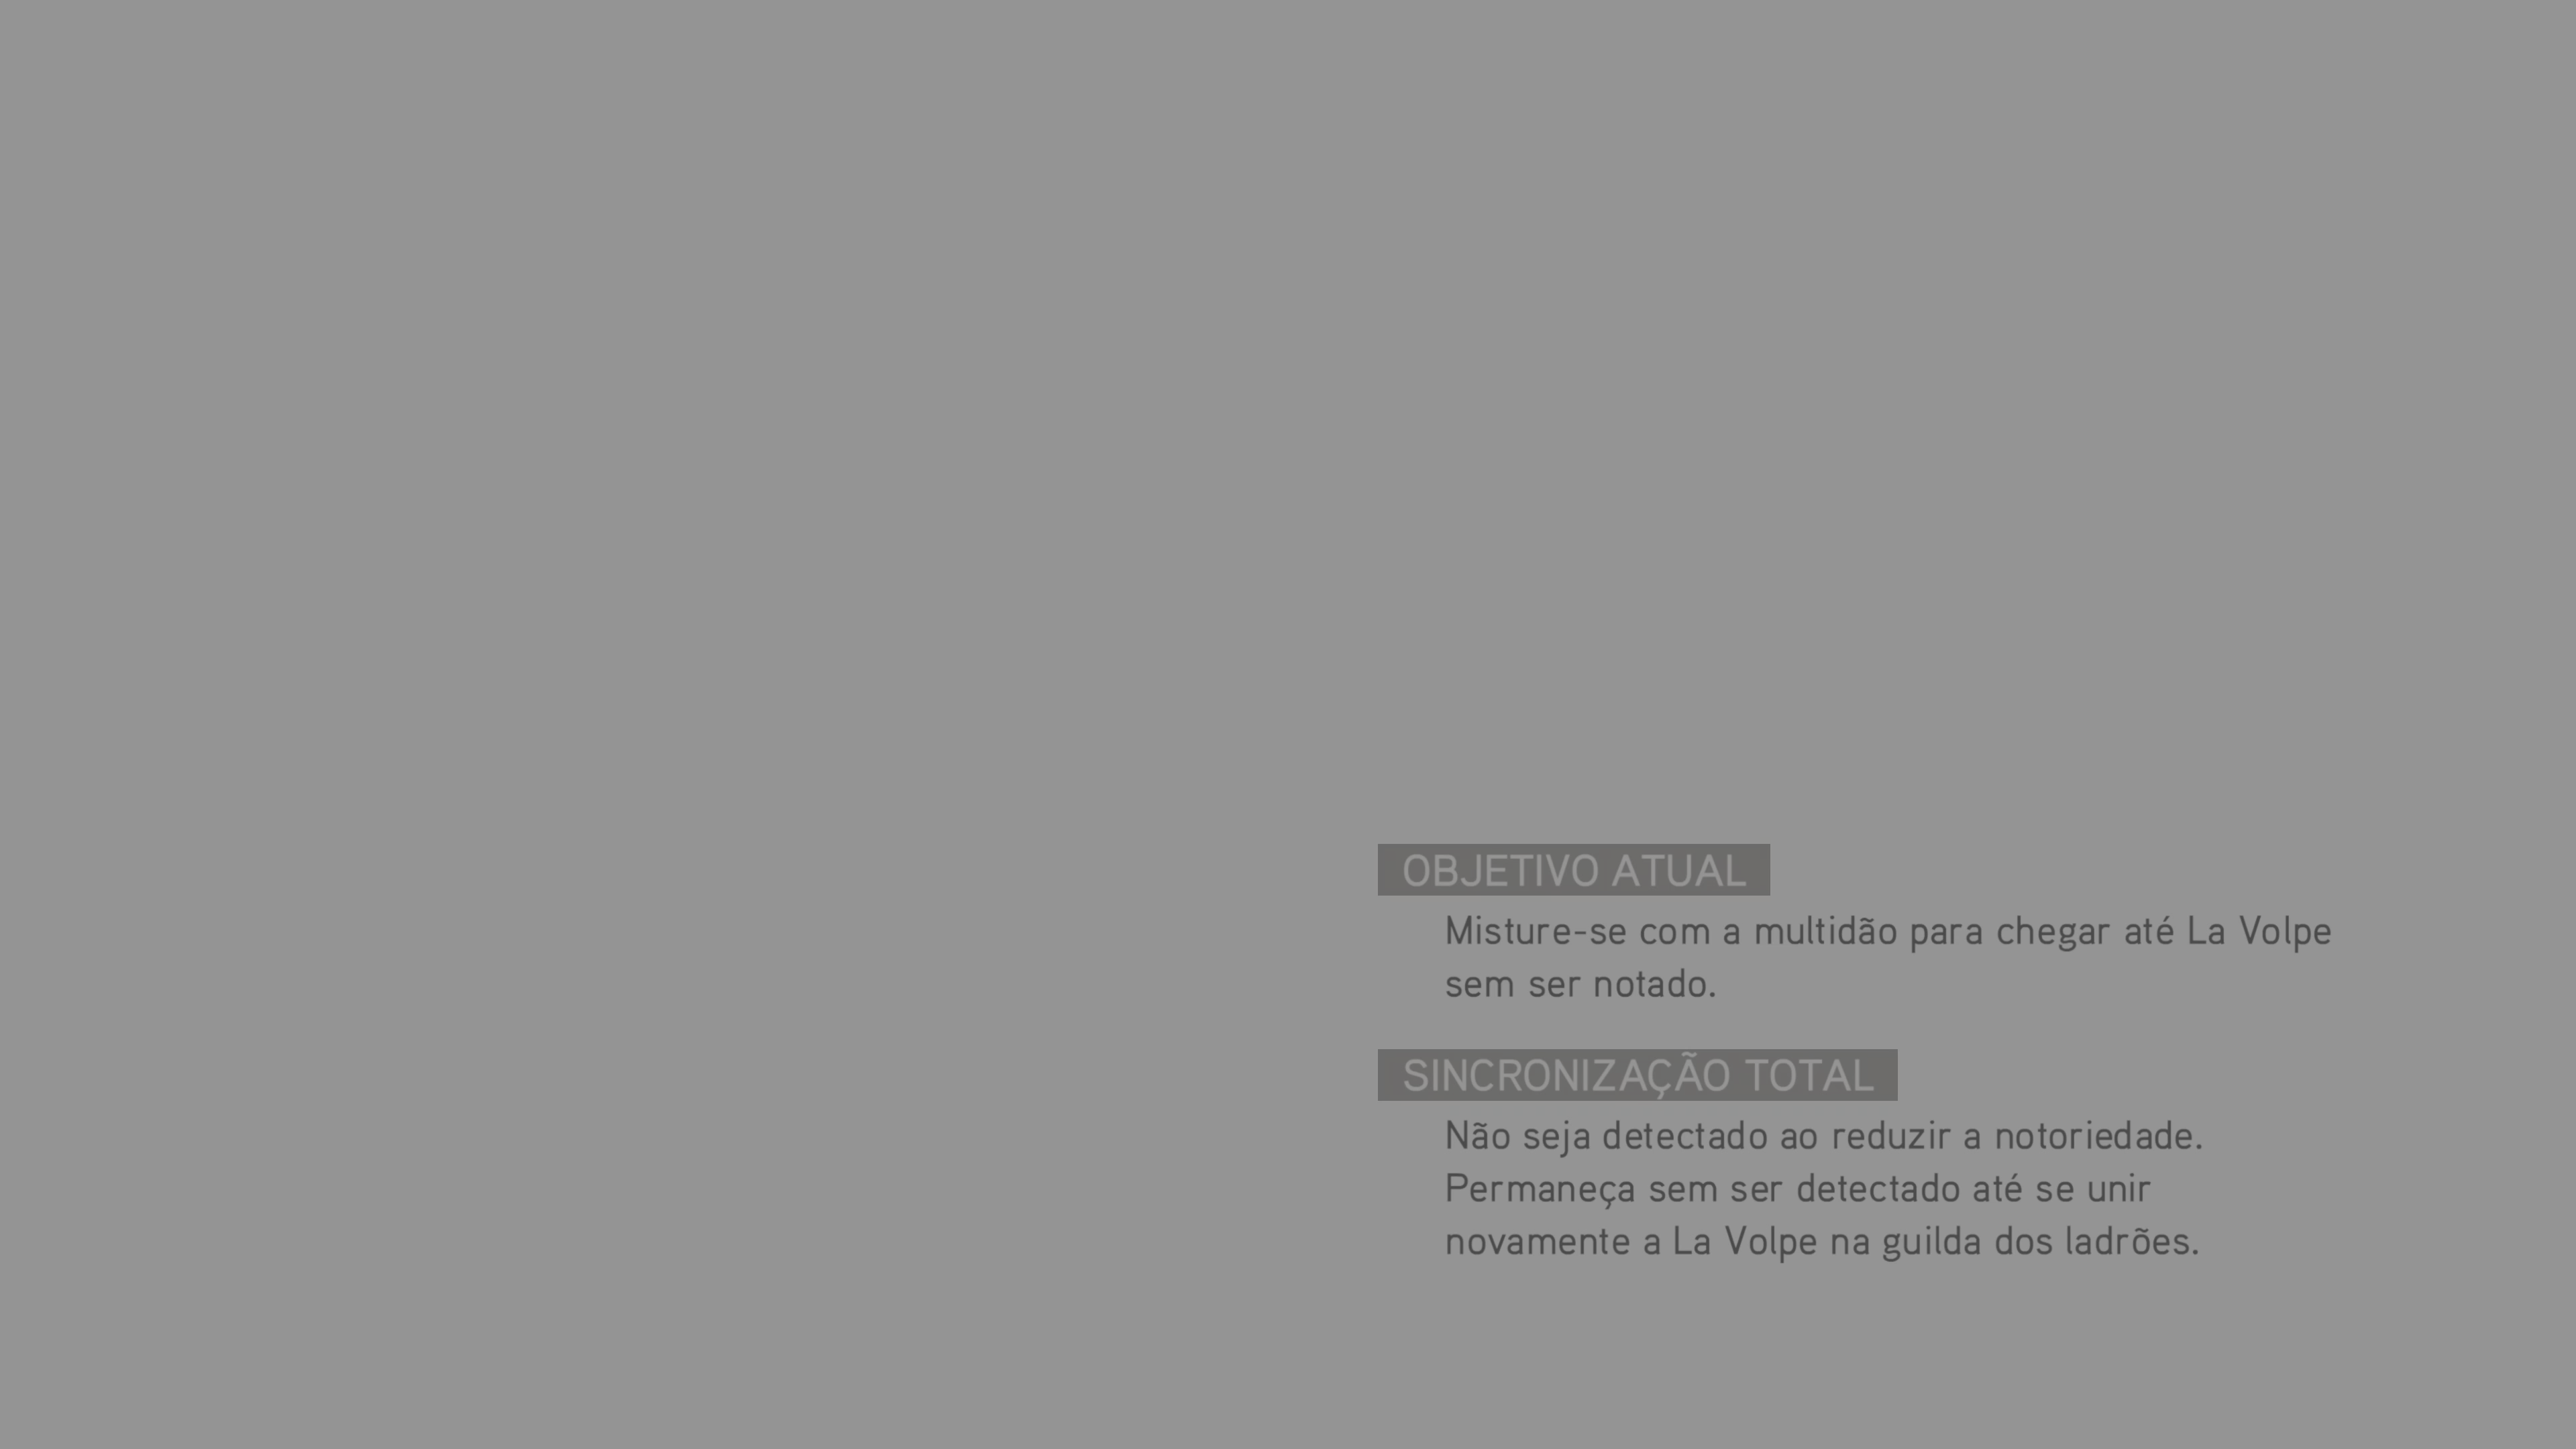 OBJETIVO ATUAL
Misture-se com a multidão para chegar até La Volpe
sem ser notado.
SINCRONIZAÇÃO TOTAL
Não seja detectado ao reduzir a notoriedade.
Permaneça sem ser detectado até se unir
novamente a La Volpe na guilda dos ladrões.